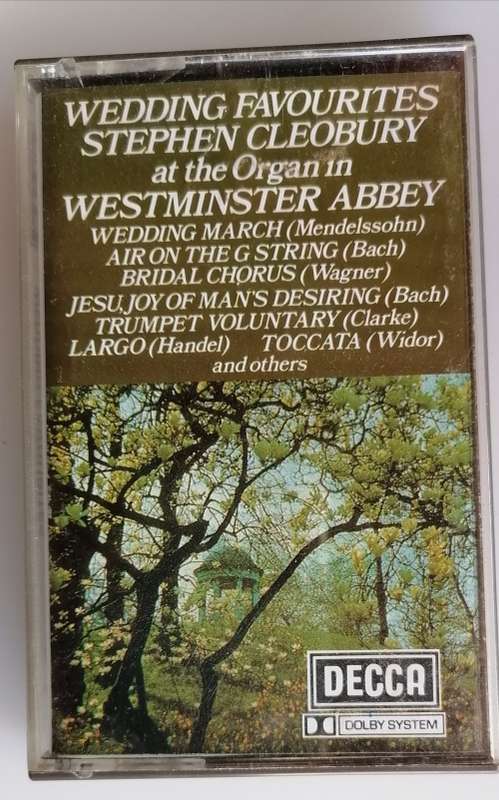 WEDDING FAVOURITES
STEPHEN CLEOBURY
at the Organ in
WESTMINSTER ABBEY
WEDDING MARCH (Mendelssohn)
AIR ON THE G STRING (Bach)
BRIDAL CHORUS (Wagner)
JESU, JOY OF MAN'S DESIRING (Bach)
TRUMPET VOLUNTARY (Clarke)
LARGO (Handel) TOCCATA (Widor)
and others
DECCA
DOLBY SYSTEM